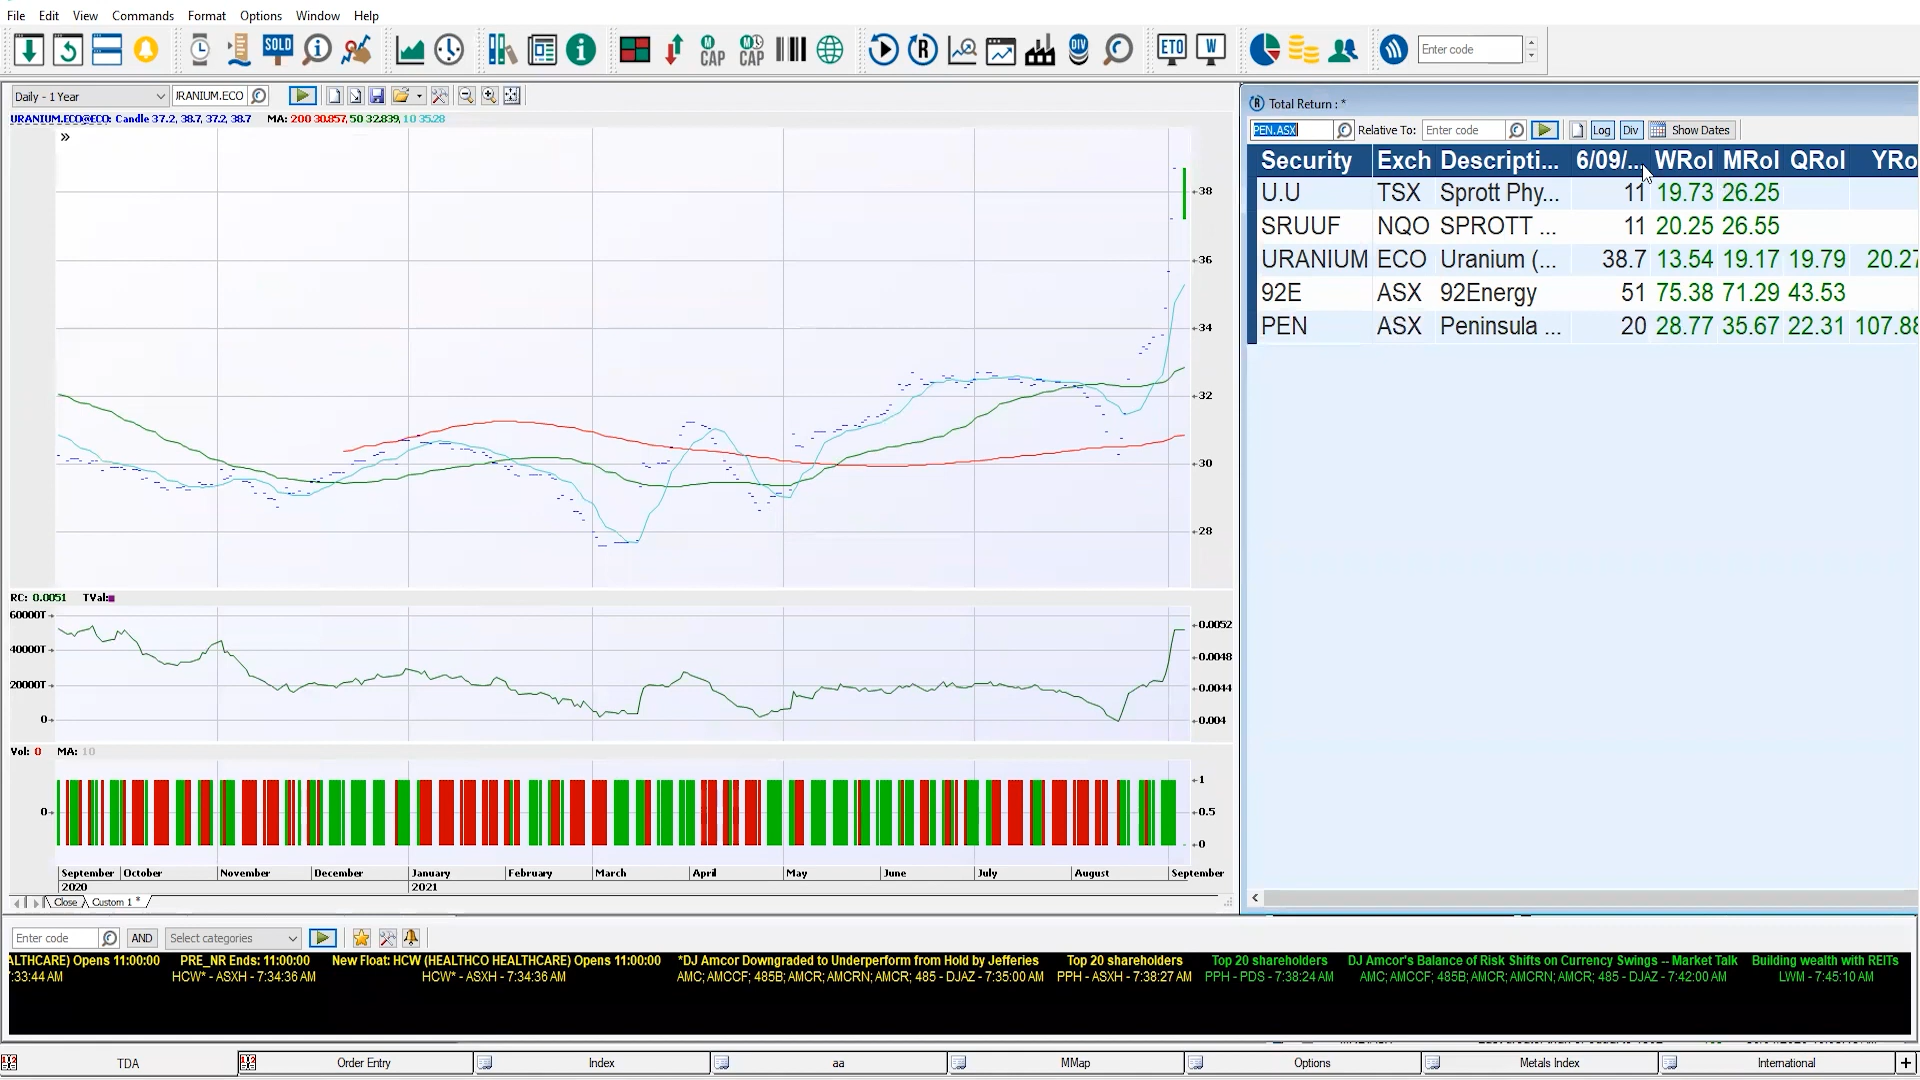 File Edit View Commands Format Options Window Help
SOLD M CAP M CAP R DIV ETO W Enter code
Daily - 1 Year IRANIUM.ECO
URANIUM.ECO@ECO: Candle 37.2, 38.7, 37.2, 38.7 MA: 200 30.857, 50 32.839, 10 35.28
»
38
36
34
32
30
28
RC: 0.0051 TVal:
60000T
40000T
20000T
0
0.0052
0.0048
0.0044
0.004
Vol: 0 MA: 10
0
1
0.5
0
September October November December January February March April May June July August September
2020 2021
Close Custom 1 *
Total Return : *
PEN.ASX Relative To: Enter code Log Div Show Dates
Security Exch Descripti... 6/09/... WRoI MRoI QRoI YRo
U.U TSX Sprott Phy... 11 19.73 26.25
SRUUF NQO SPROTT ... 11 20.25 26.55
URANIUM ECO Uranium (... 38.7 13.54 19.17 19.79 20.27
92E ASX 92Energy 51 75.38 71.29 43.53
PEN ASX Peninsula ... 20 28.77 35.67 22.31 107.88
Enter code AND Select categories
ALTHCARE) Opens 11:00:00 PRE_NR Ends: 11:00:00 New Float: HCW (HEALTHCO HEALTHCARE) Opens 11:00:00 *DJ Amcor Downgraded to Underperform from Hold by Jefferies Top 20 shareholders Top 20 shareholders DJ Amcor's Balance of Risk Shifts on Currency Swings -- Market Talk Building wealth with REITs
7:33:44 AM HCW* - ASXH - 7:34:36 AM HCW* - ASXH - 7:34:36 AM AMC, AMCCF; 485B; AMCR; AMCRN; AMCR; 485 - DJAZ - 7:35:00 AM PPH - ASXH - 7:38:27 AM PPH - PDS - 7:38:24 AM AMC, AMCCF; 485B; AMCR; AMCRN; AMCR; 485 - DJAZ - 7:42:00 AM LWM - 7:45:10 AM
TDA Order Entry Index aa MMap Options Metals Index International +